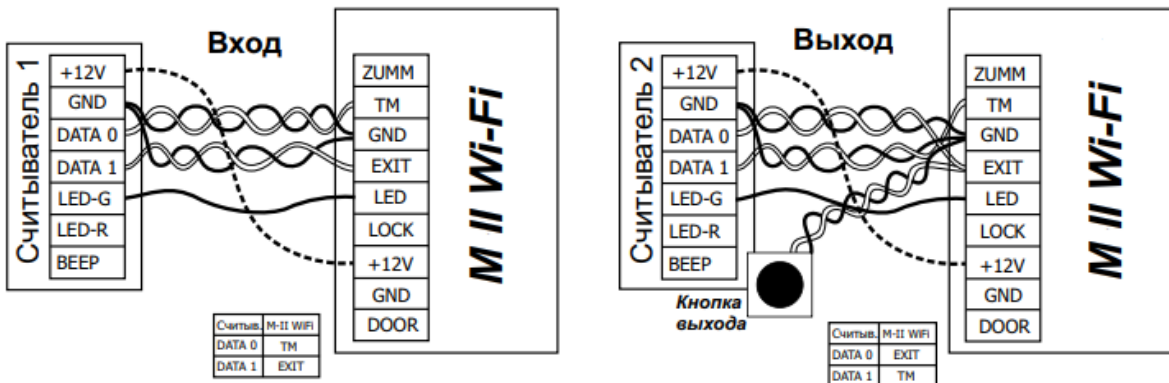 Вход
Считыватель 1
+12V
GND
DATA 0
DATA 1
LED-G
LED-R
BEEP
ZUMM
TM
GND
EXIT
LED
LOCK
+12V
GND
DOOR
M II Wi-Fi
Считыв. M-II WiFi
DATA 0 TM
DATA 1 EXIT
Выход
Считыватель 2
+12V
GND
DATA 0
DATA 1
LED-G
LED-R
BEEP
Кнопка
выхода
ZUMM
TM
GND
EXIT
LED
LOCK
+12V
GND
DOOR
M II Wi-Fi
Считыв. M-II WiFi
DATA 0 EXIT
DATA 1 TM